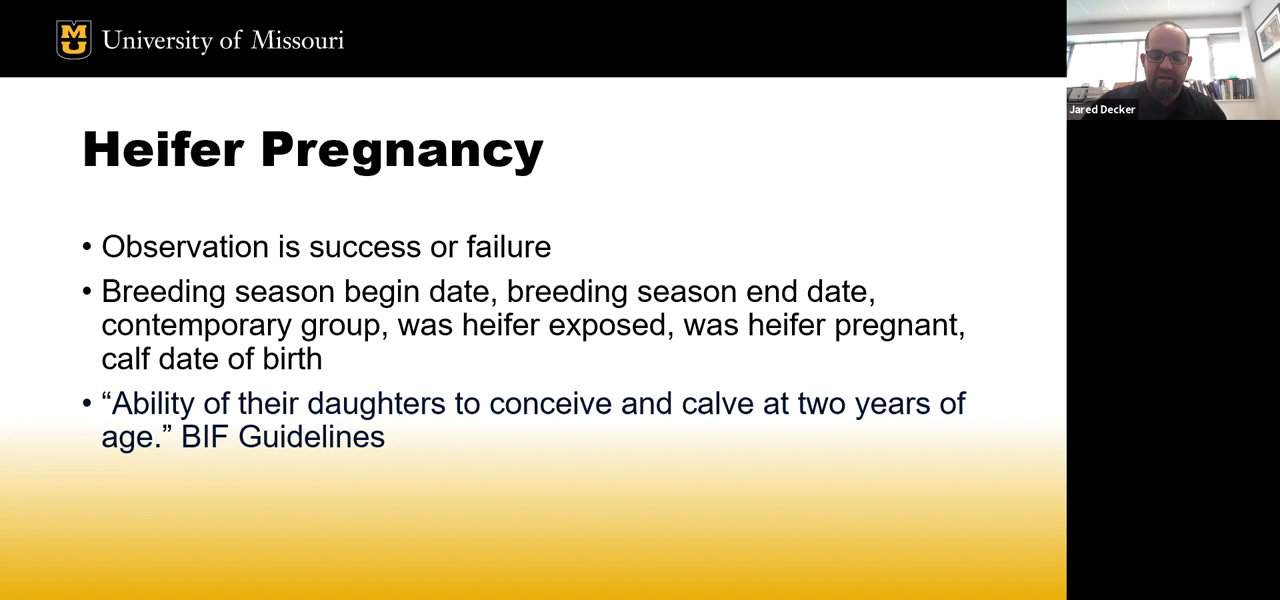 MU
University of Missouri
Jared Decker
Heifer Pregnancy
• Observation is success or failure
• Breeding season begin date, breeding season end date,
contemporary group, was heifer exposed, was heifer pregnant,
calf date of birth
• “Ability of their daughters to conceive and calve at two years of
age.” BIF Guidelines